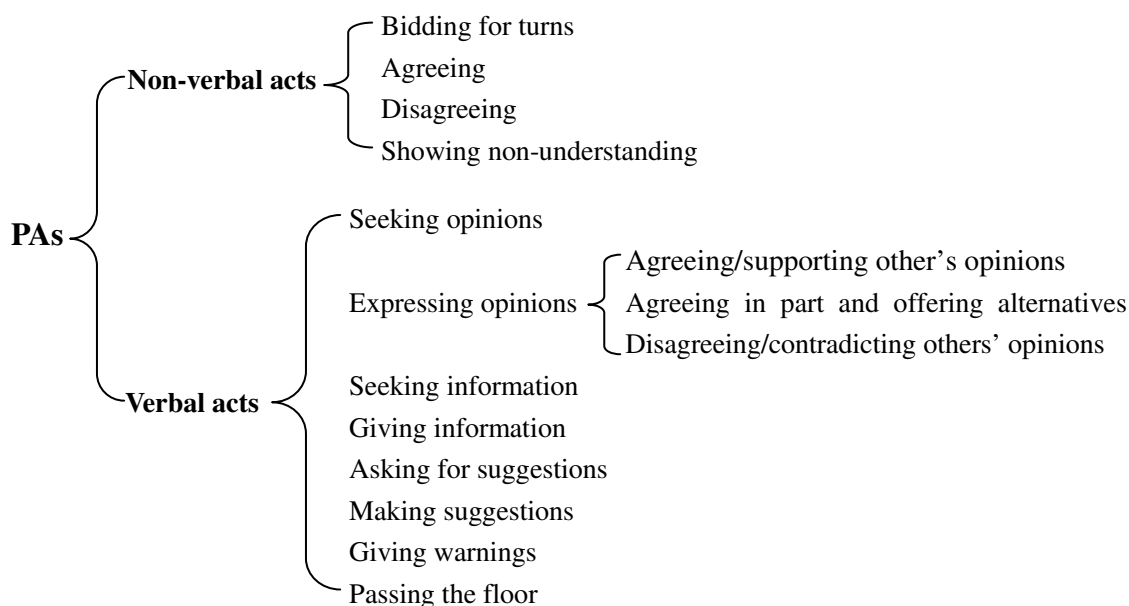 PAs
Non-verbal acts
Bidding for turns
Agreeing
Disagreeing
Showing non-understanding
Verbal acts
Seeking opinions
Expressing opinions
Agreeing/supporting other’s opinions
Agreeing in part and offering alternatives
Disagreeing/contradicting others’ opinions
Seeking information
Giving information
Asking for suggestions
Making suggestions
Giving warnings
Passing the floor